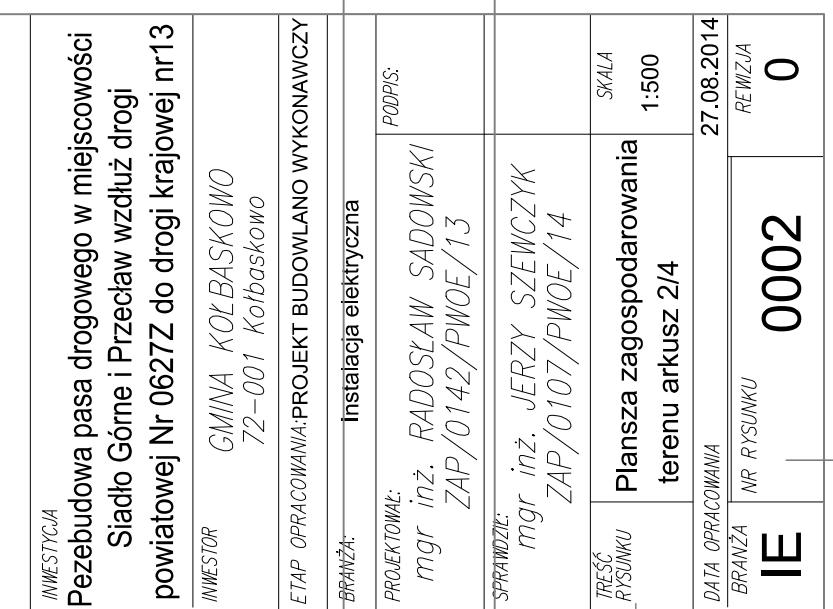 INWESTYCJA
Pezebudowa pasa drogowego w miejscowości
Siadło Górne i Przecław wzdłuż drogi
powiatowej Nr 0627Z do drogi krajowej nr13
INWESTOR
GMINA KOŁBASKOWO
72-001 Kołbaskowo
ETAP OPRACOWANIA:PROJEKT BUDOWLANO WYKONAWCZY
BRANŻA:
instalacja elektryczna
PROJEKTOWAŁ:
mgr inż. RADOSŁAW SADOWSKI
ZAP/0142/PWOE/13
PODPIS:
SPRAWDZIŁ:
mgr inż. JERZY SZEWCZYK
ZAP/0107/PWOE/14
TREŚĆ
RYSUNKU
Plansza zagospodarowania
terenu arkusz 2/4
SKALA
1:500
DATA OPRACOWANIA
27.08.2014
BRANŻA
IE
NR RYSUNKU
0002
REWIZJA
0